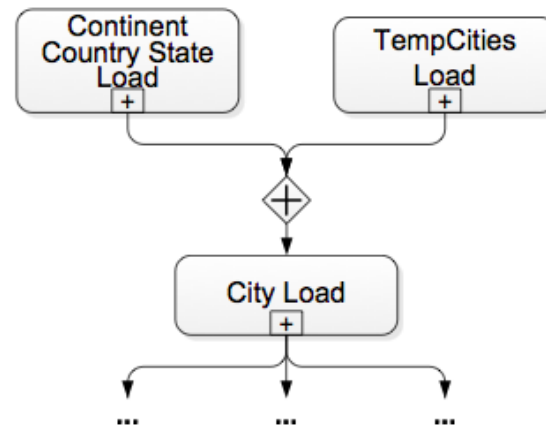 Continent
Country State
Load
+
TempCities
Load
+
City Load
+
... ... ...